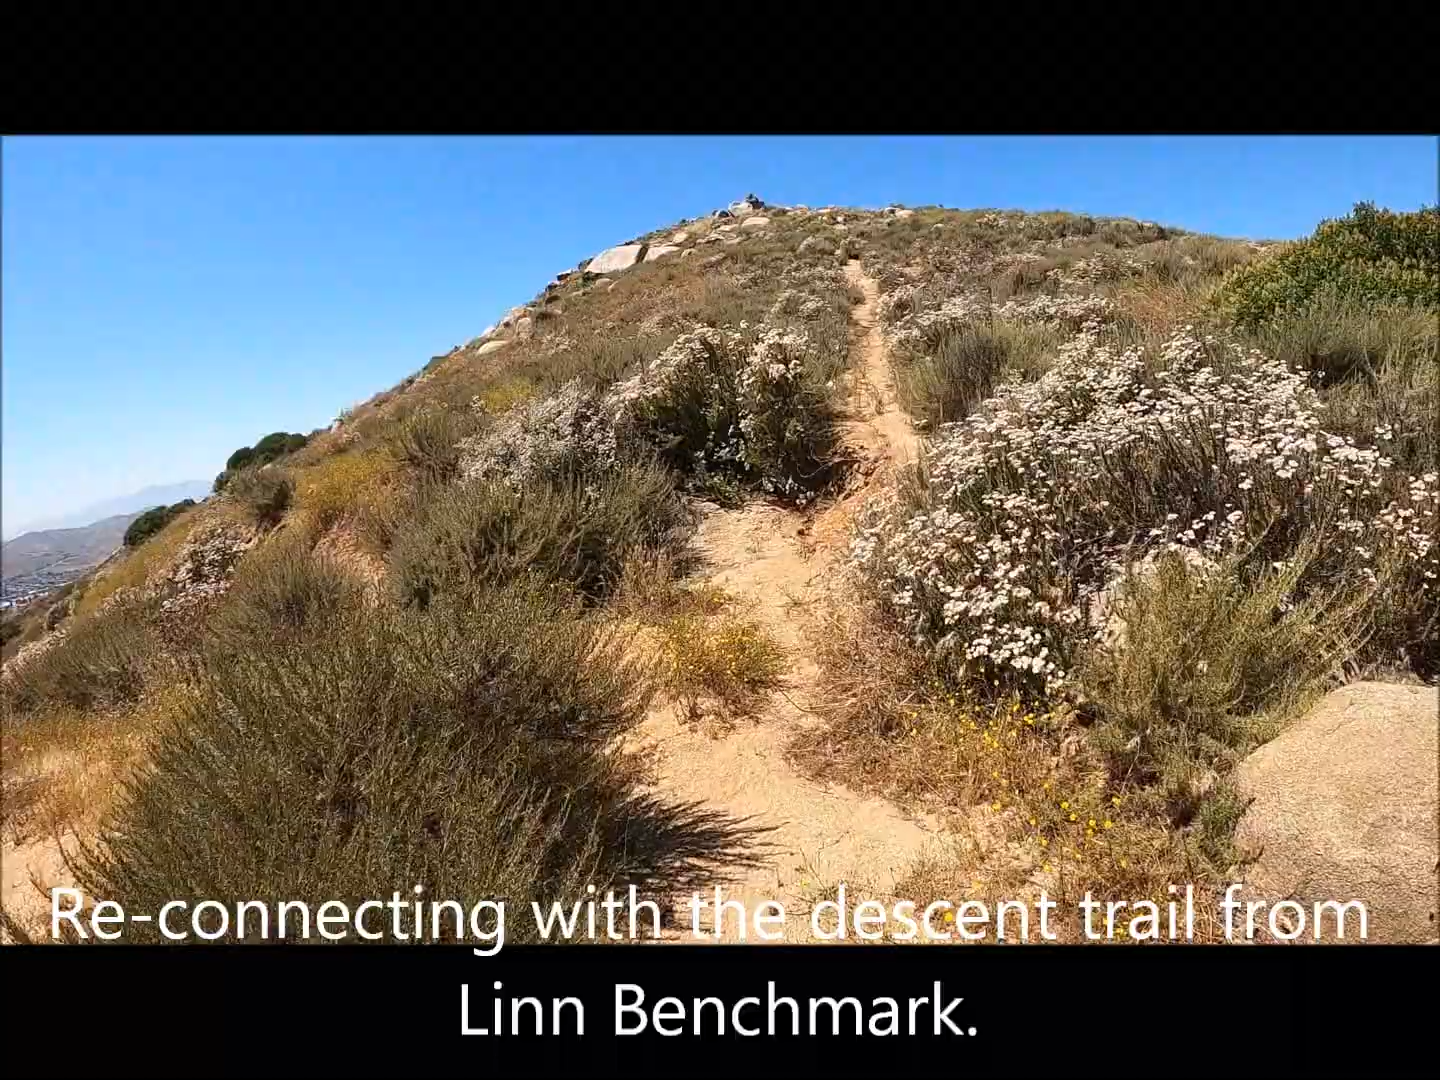 Re-connecting with the descent trail from
Linn Benchmark.